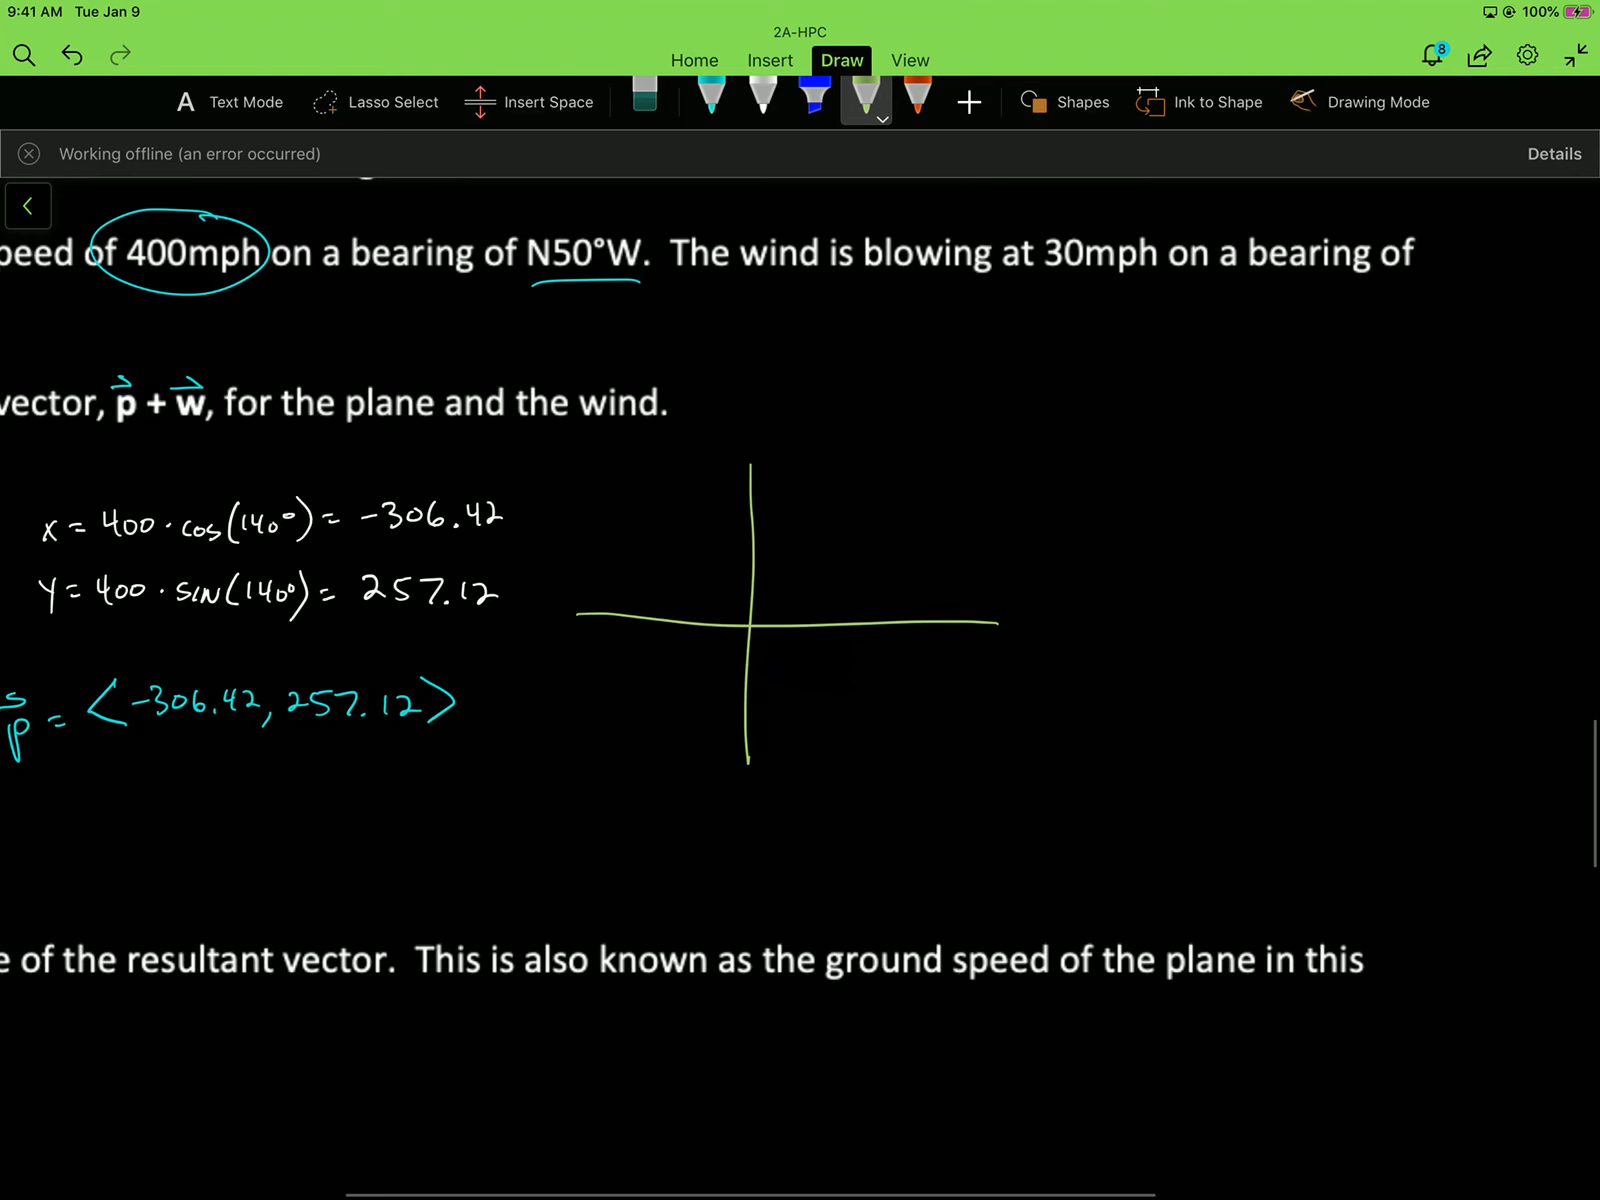 9:41 AM Tue Jan 9
100%
2A-HPC
Home Insert Draw View
8
Text Mode Lasso Select Insert Space Shapes Ink to Shape Drawing Mode
Working offline (an error occurred) Details
peed of 400mph on a bearing of N50°W. The wind is blowing at 30mph on a bearing of
vector, p + w, for the plane and the wind.
x = 400 · cos(140°) = -306.42
y = 400 · sin(140°) = 257.12
p = ⟨-306.42, 257.12⟩
e of the resultant vector. This is also known as the ground speed of the plane in this